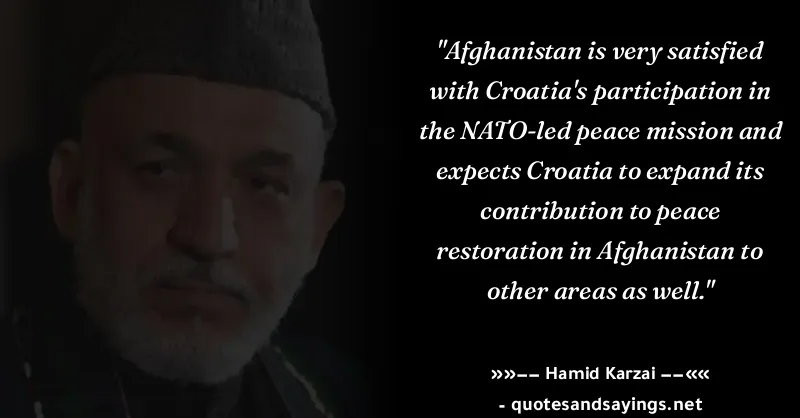 "Afghanistan is very satisfied
with Croatia's participation in
the NATO-led peace mission and
expects Croatia to expand its
contribution to peace
restoration in Afghanistan to
other areas as well."
»»−− Hamid Karzai −−««
- quotesandsayings.net